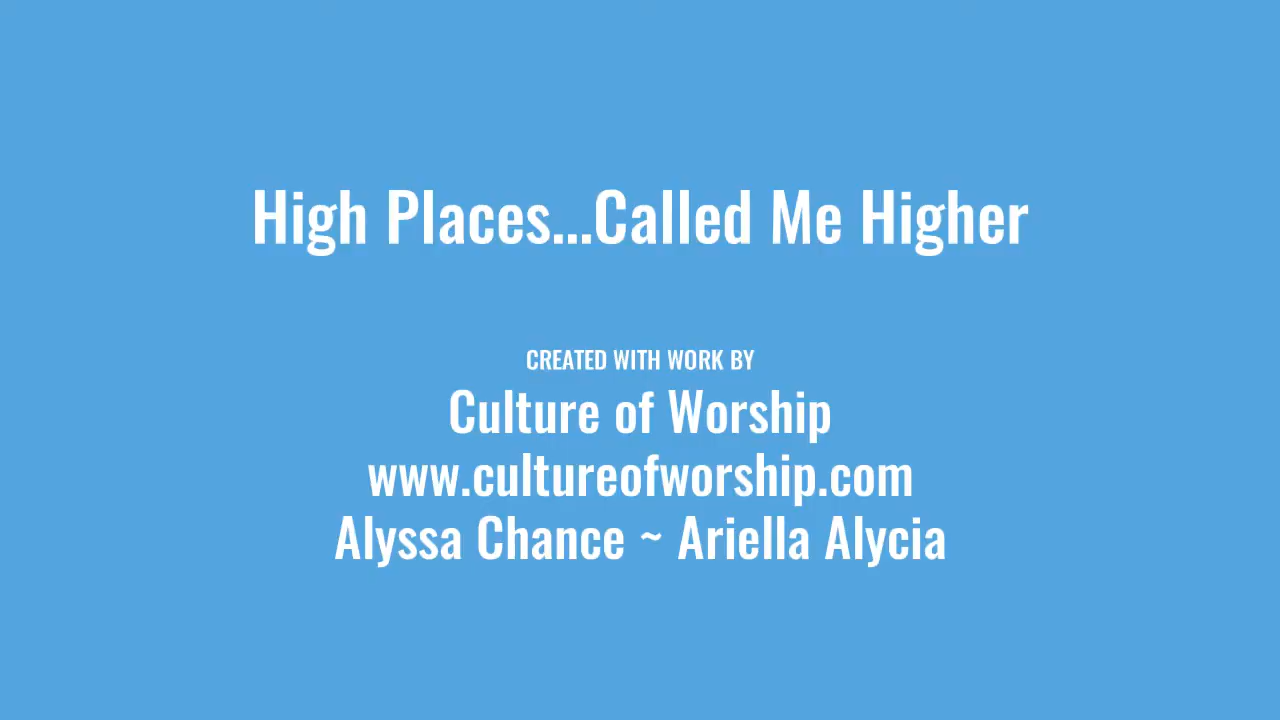 High Places...Called Me Higher
CREATED WITH WORK BY
Culture of Worship
www.cultureofworship.com
Alyssa Chance ~ Ariella Alycia